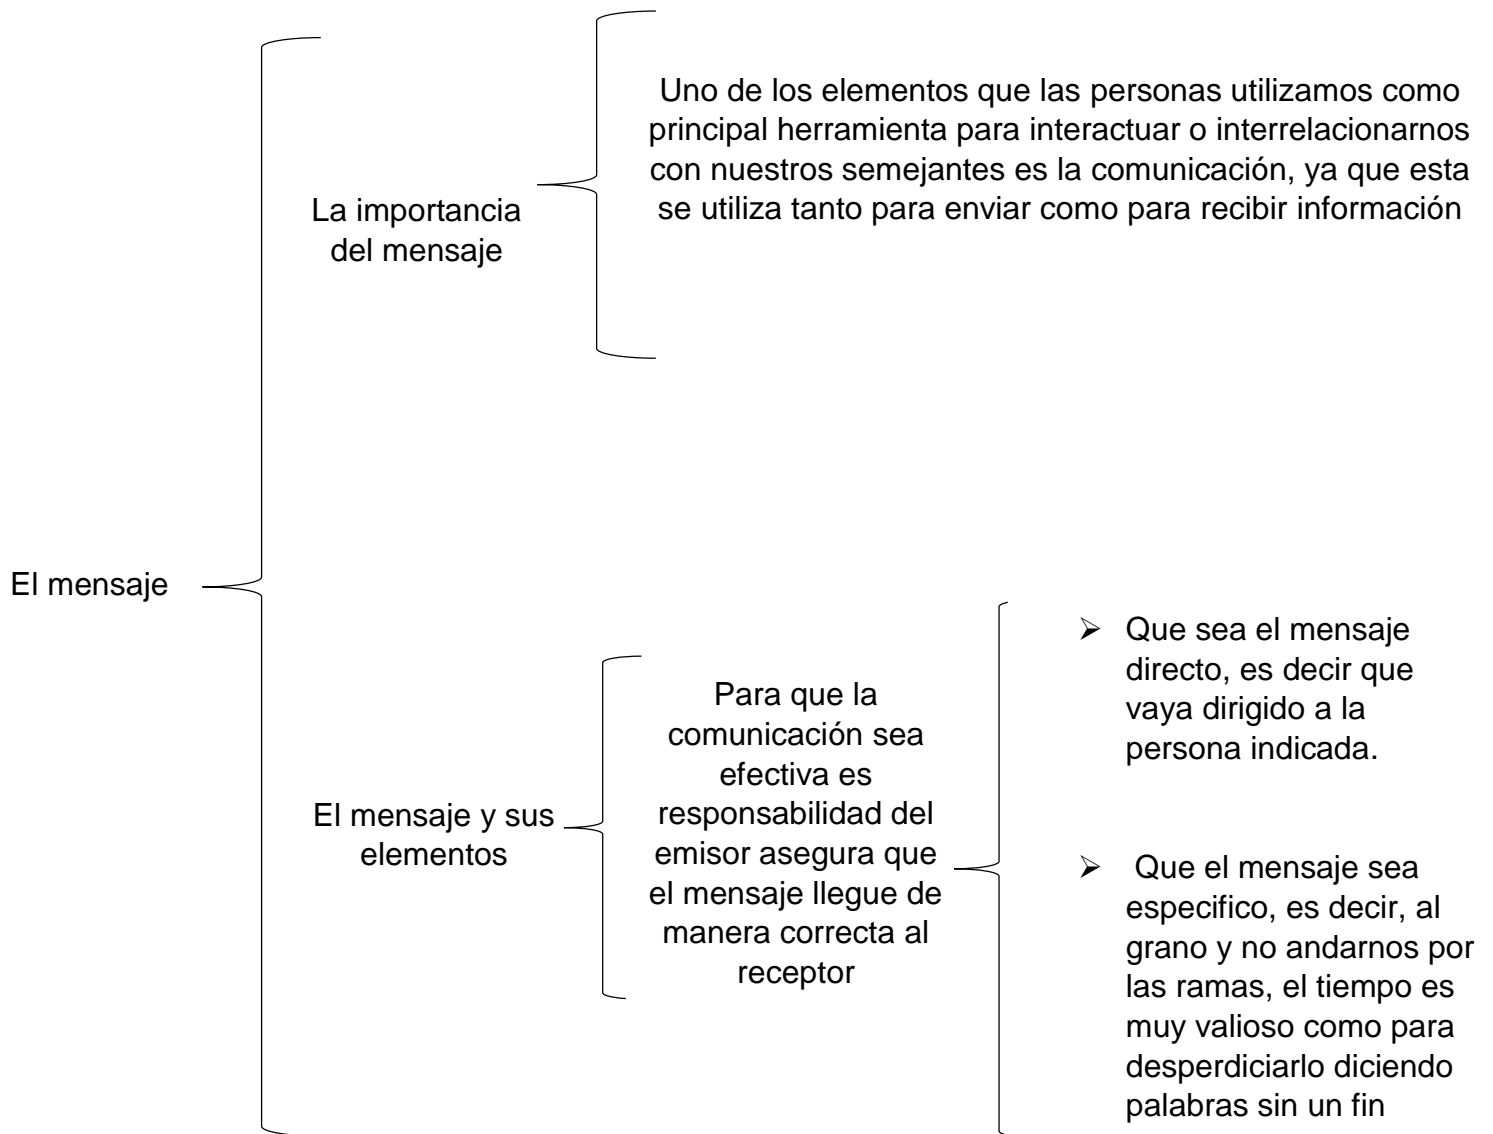 Uno de los elementos que las personas utilizamos como
principal herramienta para interactuar o interrelacionarnos
con nuestros semejantes es la comunicación, ya que esta
se utiliza tanto para enviar como para recibir información
La importancia
del mensaje
El mensaje
El mensaje y sus
elementos
Para que la
comunicación sea
efectiva es
responsabilidad del
emisor asegura que
el mensaje llegue de
manera correcta al
receptor
➢ Que sea el mensaje
directo, es decir que
vaya dirigido a la
persona indicada.
➢ Que el mensaje sea
especifico, es decir, al
grano y no andarnos por
las ramas, el tiempo es
muy valioso como para
desperdiciarlo diciendo
palabras sin un fin